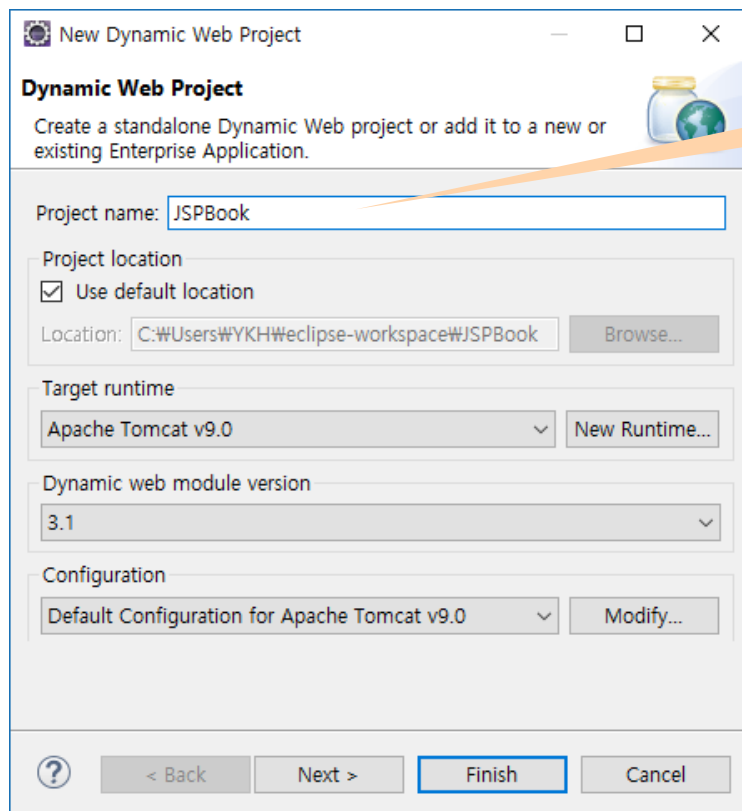 New Dynamic Web Project
Dynamic Web Project
Create a standalone Dynamic Web project or add it to a new or
existing Enterprise Application.
Project name: JSPBook
Project location
Use default location
Location: C:₩Users₩YKH₩eclipse-workspace₩JSPBook Browse...
Target runtime
Apache Tomcat v9.0 New Runtime...
Dynamic web module version
3.1
Configuration
Default Configuration for Apache Tomcat v9.0 Modify...
? < Back Next > Finish Cancel